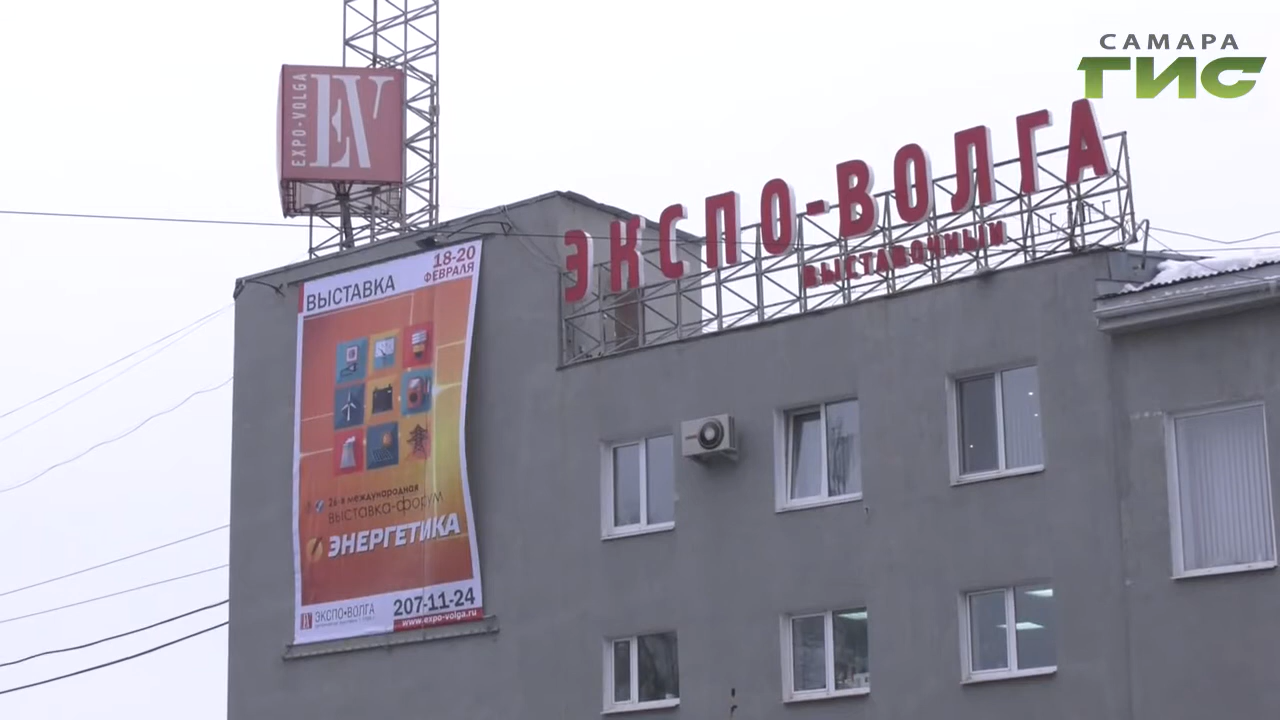 САМАРА
ГИС
EXPO-VOLGA
EV
ЭКСПО-ВОЛГА
ВЫСТАВОЧНЫЙ
18-20
ФЕВРАЛЯ
ВЫСТАВКА
26-я международная
выставка-форум
ЭНЕРГЕТИКА
ЭКСПО•ВОЛГА
207-11-24
www.expo-volga.ru